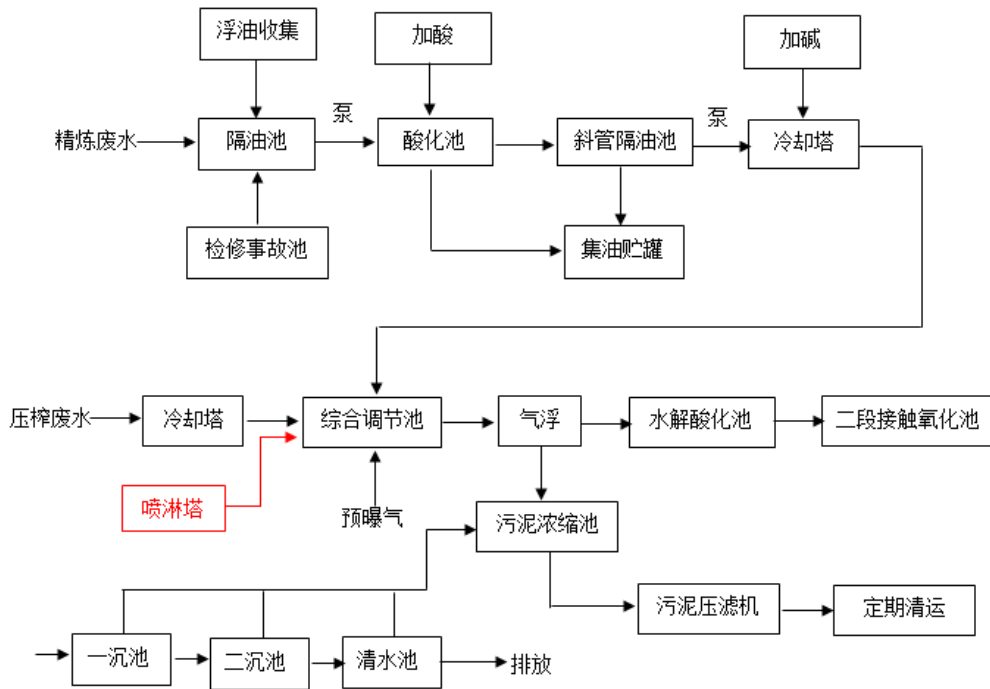 浮油收集
加酸
加碱
精炼废水
隔油池
泵
酸化池
斜管隔油池
泵
冷却塔
检修事故池
集油贮罐
压榨废水
冷却塔
综合调节池
气浮
水解酸化池
二段接触氧化池
喷淋塔
预曝气
污泥浓缩池
污泥压滤机
定期清运
一沉池
二沉池
清水池
排放